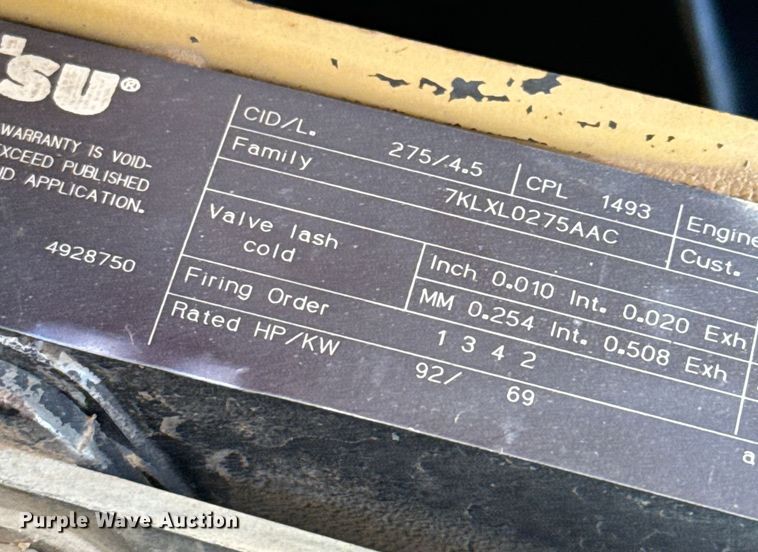 'su®
WARRANTY IS VOID-
EXCEED PUBLISHED
APPLICATION.
4928750
CID/L. 275/4.5 CPL 1493 Engine
Family 7KLXL0275AAC Cust.
Valve lash cold Inch 0.010 Int. 0.020 Exh
MM 0.254 Int. 0.508 Exh
Firing Order 1 3 4 2
Rated HP/KW 92/ 69
a
Purple Wave Auction